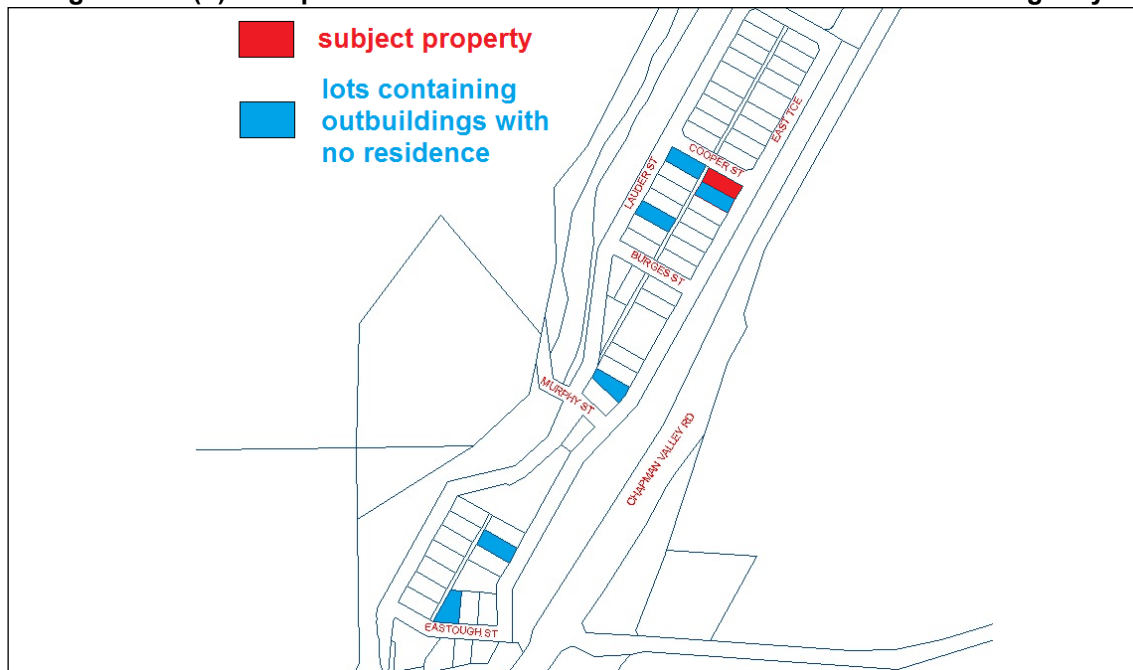 subject property
lots containing
outbuildings with
no residence
EAST TCE
COOPER ST
LAUDER ST
BURGES ST
MURPHY ST
CHAPMAN VALLEY RD
EASTOUGH ST